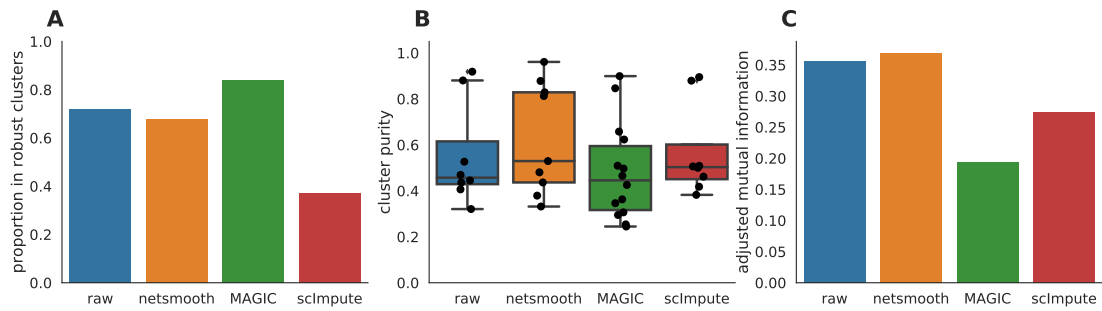 A
proportion in robust clusters
1.0
0.8
0.6
0.4
0.2
0.0
raw netsmooth MAGIC scImpute
B
cluster purity
1.0
0.8
0.6
0.4
0.2
0.0
raw netsmooth MAGIC scImpute
C
adjusted mutual information
0.35
0.30
0.25
0.20
0.15
0.10
0.05
0.00
raw netsmooth MAGIC scImpute